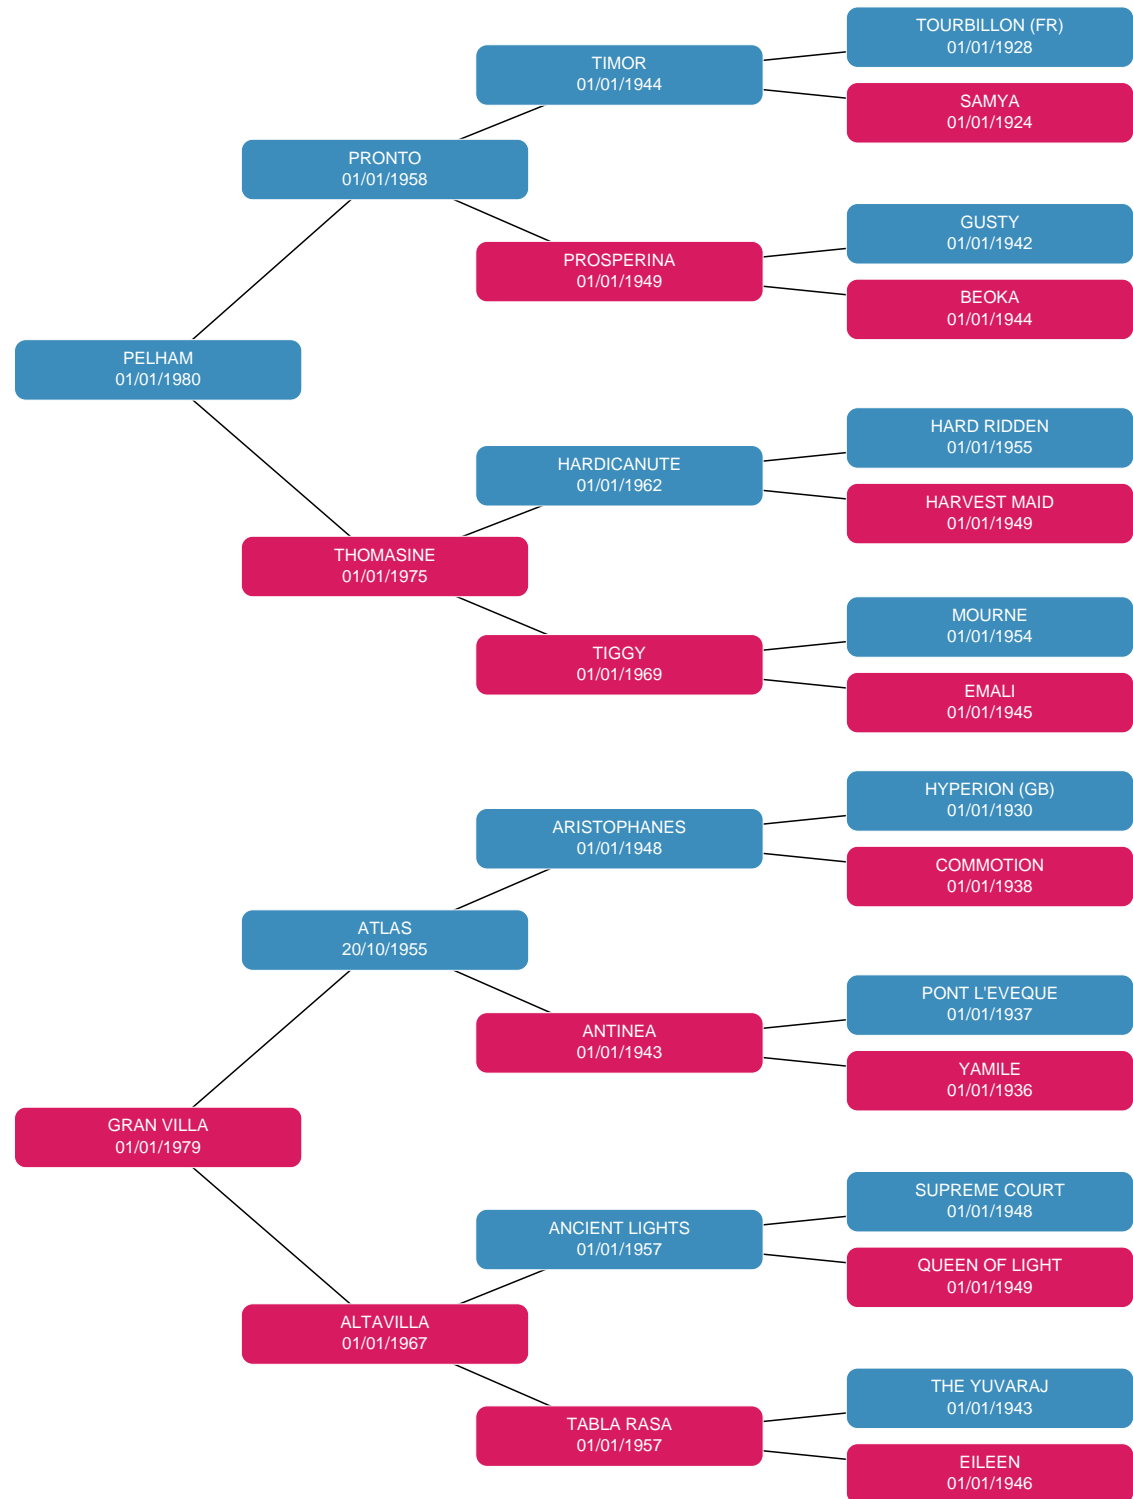 TOURBILLON (FR)
01/01/1928
TIMOR
01/01/1944
SAMYA
01/01/1924
PRONTO
01/01/1958
GUSTY
01/01/1942
PROSPERINA
01/01/1949
BEOKA
01/01/1944
PELHAM
01/01/1980
HARD RIDDEN
01/01/1955
HARDICANUTE
01/01/1962
HARVEST MAID
01/01/1949
THOMASINE
01/01/1975
MOURNE
01/01/1954
TIGGY
01/01/1969
EMALI
01/01/1945
HYPERION (GB)
01/01/1930
ARISTOPHANES
01/01/1948
COMMOTION
01/01/1938
ATLAS
20/10/1955
PONT L'EVEQUE
01/01/1937
ANTINEA
01/01/1943
YAMILE
01/01/1936
GRAN VILLA
01/01/1979
SUPREME COURT
01/01/1948
ANCIENT LIGHTS
01/01/1957
QUEEN OF LIGHT
01/01/1949
ALTAVILLA
01/01/1967
THE YUVARAJ
01/01/1943
TABLA RASA
01/01/1957
EILEEN
01/01/1946